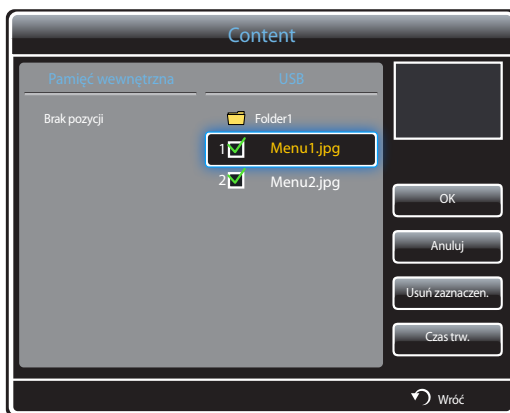 Content
Pamięć wewnętrzna
USB
Brak pozycji
Folder1
1 Menu1.jpg
2 Menu2.jpg
OK
Anuluj
Usuń zaznaczen.
Czas trw.
Wróć